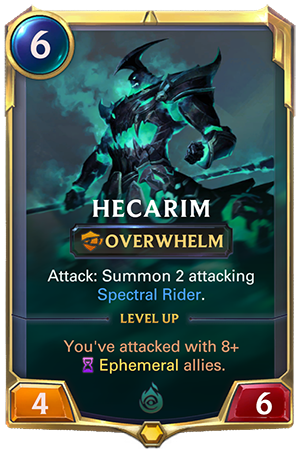 6
HECARIM
OVERWHELM
Attack: Summon 2 attacking
Spectral Rider.
LEVEL UP
You've attacked with 8+
Ephemeral allies.
4
6